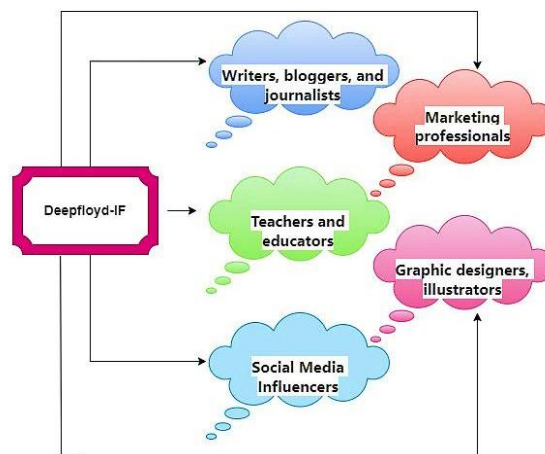 Writers, bloggers, and
journalists
Marketing
professionals
Deepfloyd-IF
Teachers and
educators
Graphic designers,
illustrators
Social Media
Influencers